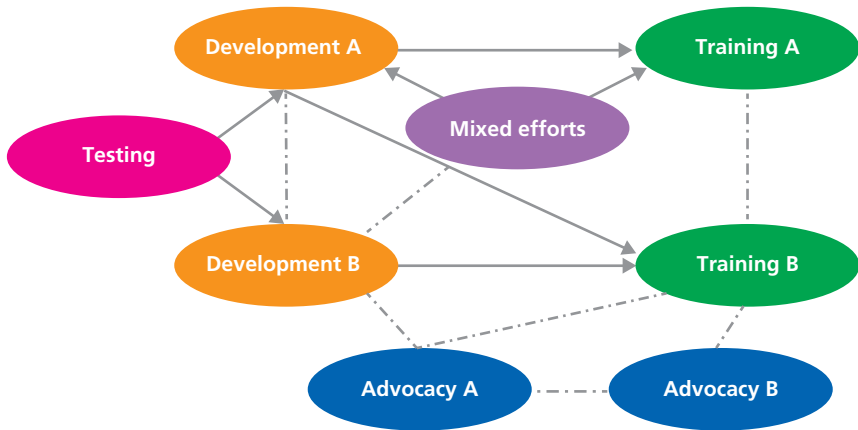 Development A
Training A
Mixed efforts
Testing
Development B
Training B
Advocacy A
Advocacy B